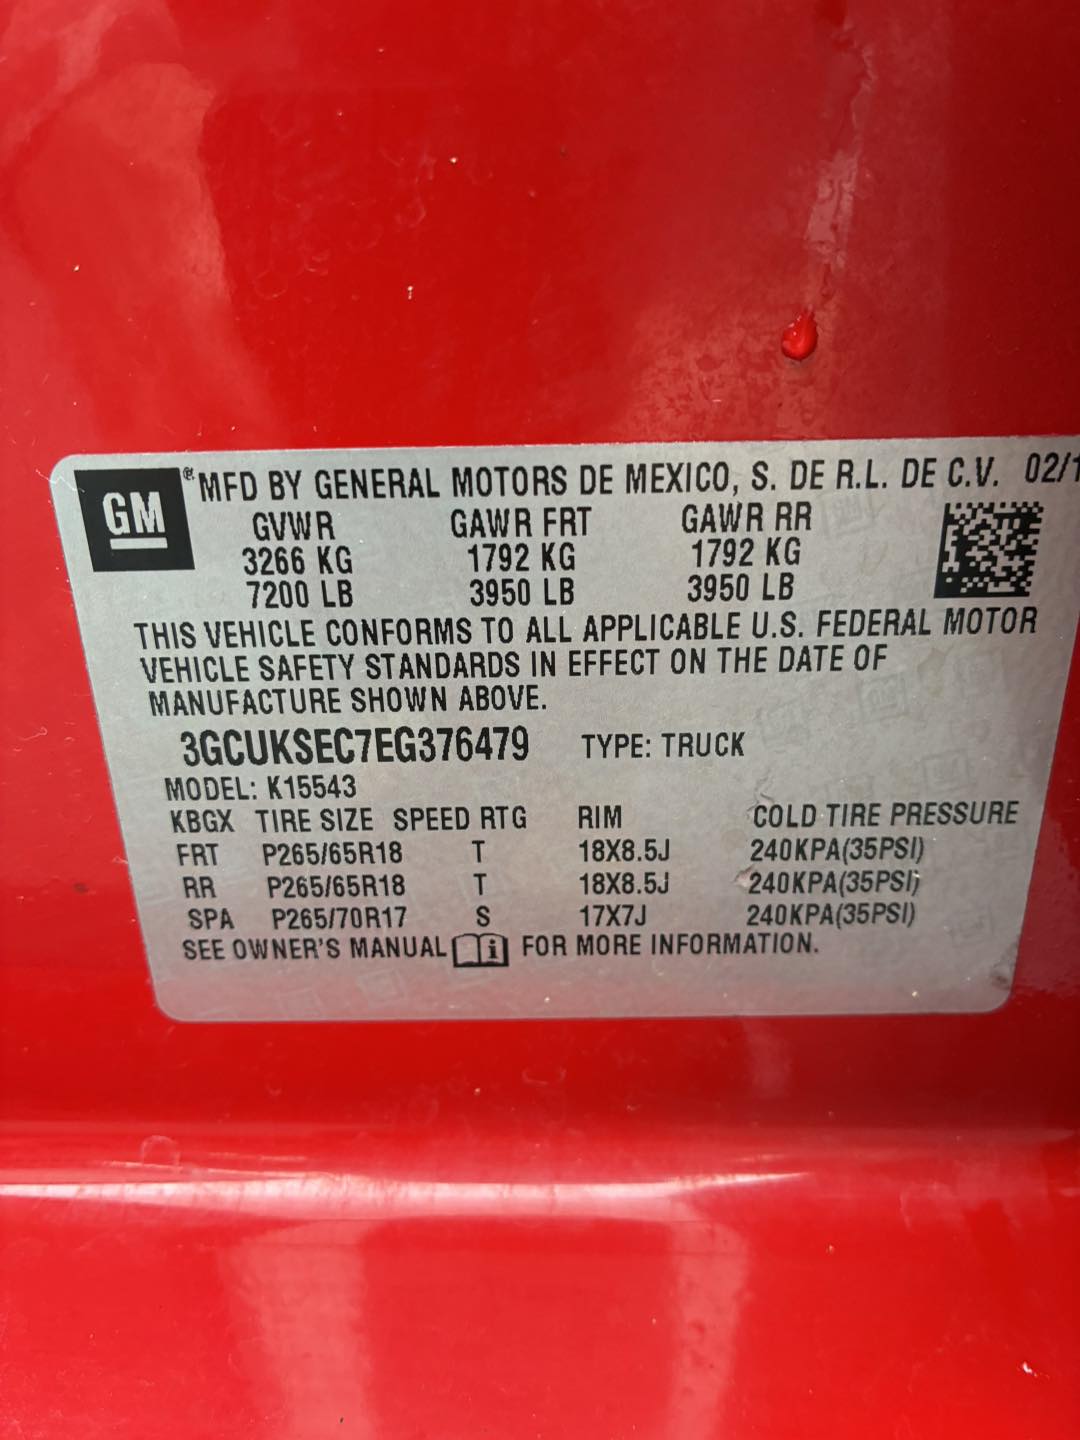 GM
® MFD BY GENERAL MOTORS DE MEXICO, S. DE R.L. DE C.V. 02/1
GVWR GAWR FRT GAWR RR
3266 KG 1792 KG 1792 KG
7200 LB 3950 LB 3950 LB
THIS VEHICLE CONFORMS TO ALL APPLICABLE U.S. FEDERAL MOTOR
VEHICLE SAFETY STANDARDS IN EFFECT ON THE DATE OF
MANUFACTURE SHOWN ABOVE.
3GCUKSEC7EG376479 TYPE: TRUCK
MODEL: K15543
KBGX TIRE SIZE SPEED RTG RIM COLD TIRE PRESSURE
FRT P265/65R18 T 18X8.5J 240KPA(35PSI)
RR P265/65R18 T 18X8.5J 240KPA(35PSI)
SPA P265/70R17 S 17X7J 240KPA(35PSI)
SEE OWNER'S MANUAL i FOR MORE INFORMATION.